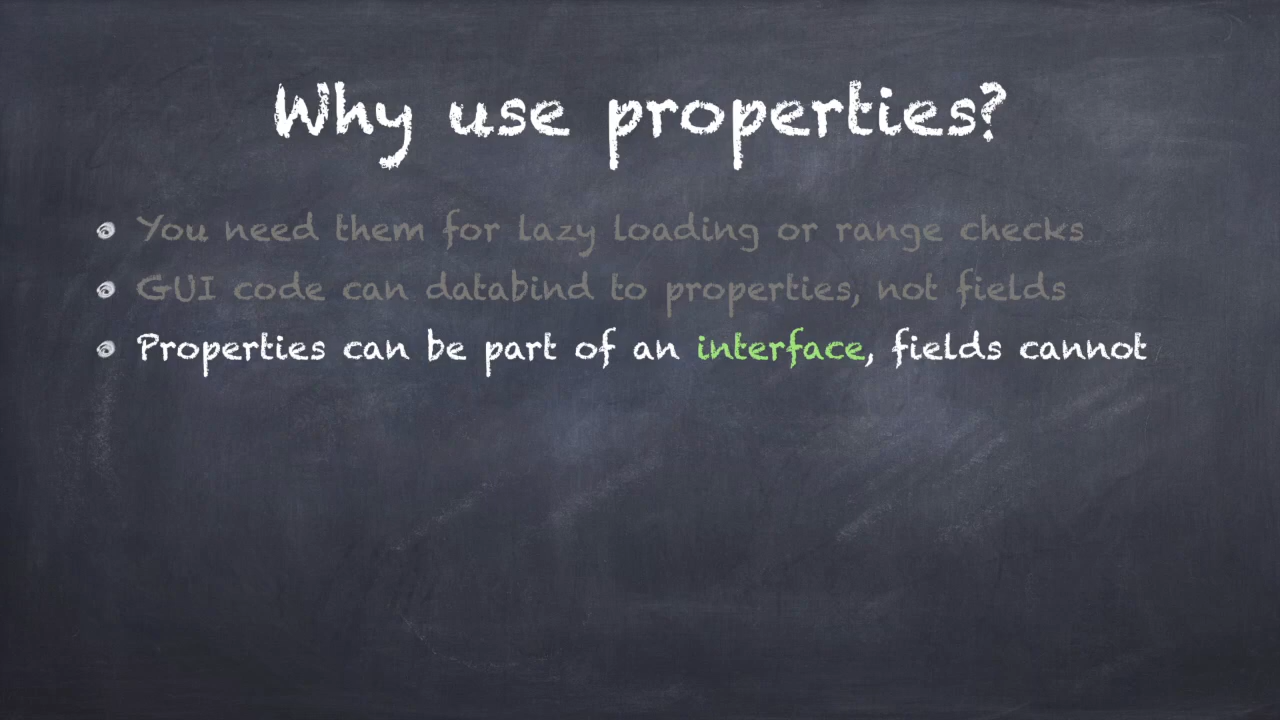 Why use properties?
You need them for lazy loading or range checks
GUI code can databind to properties, not fields
Properties can be part of an interface, fields cannot